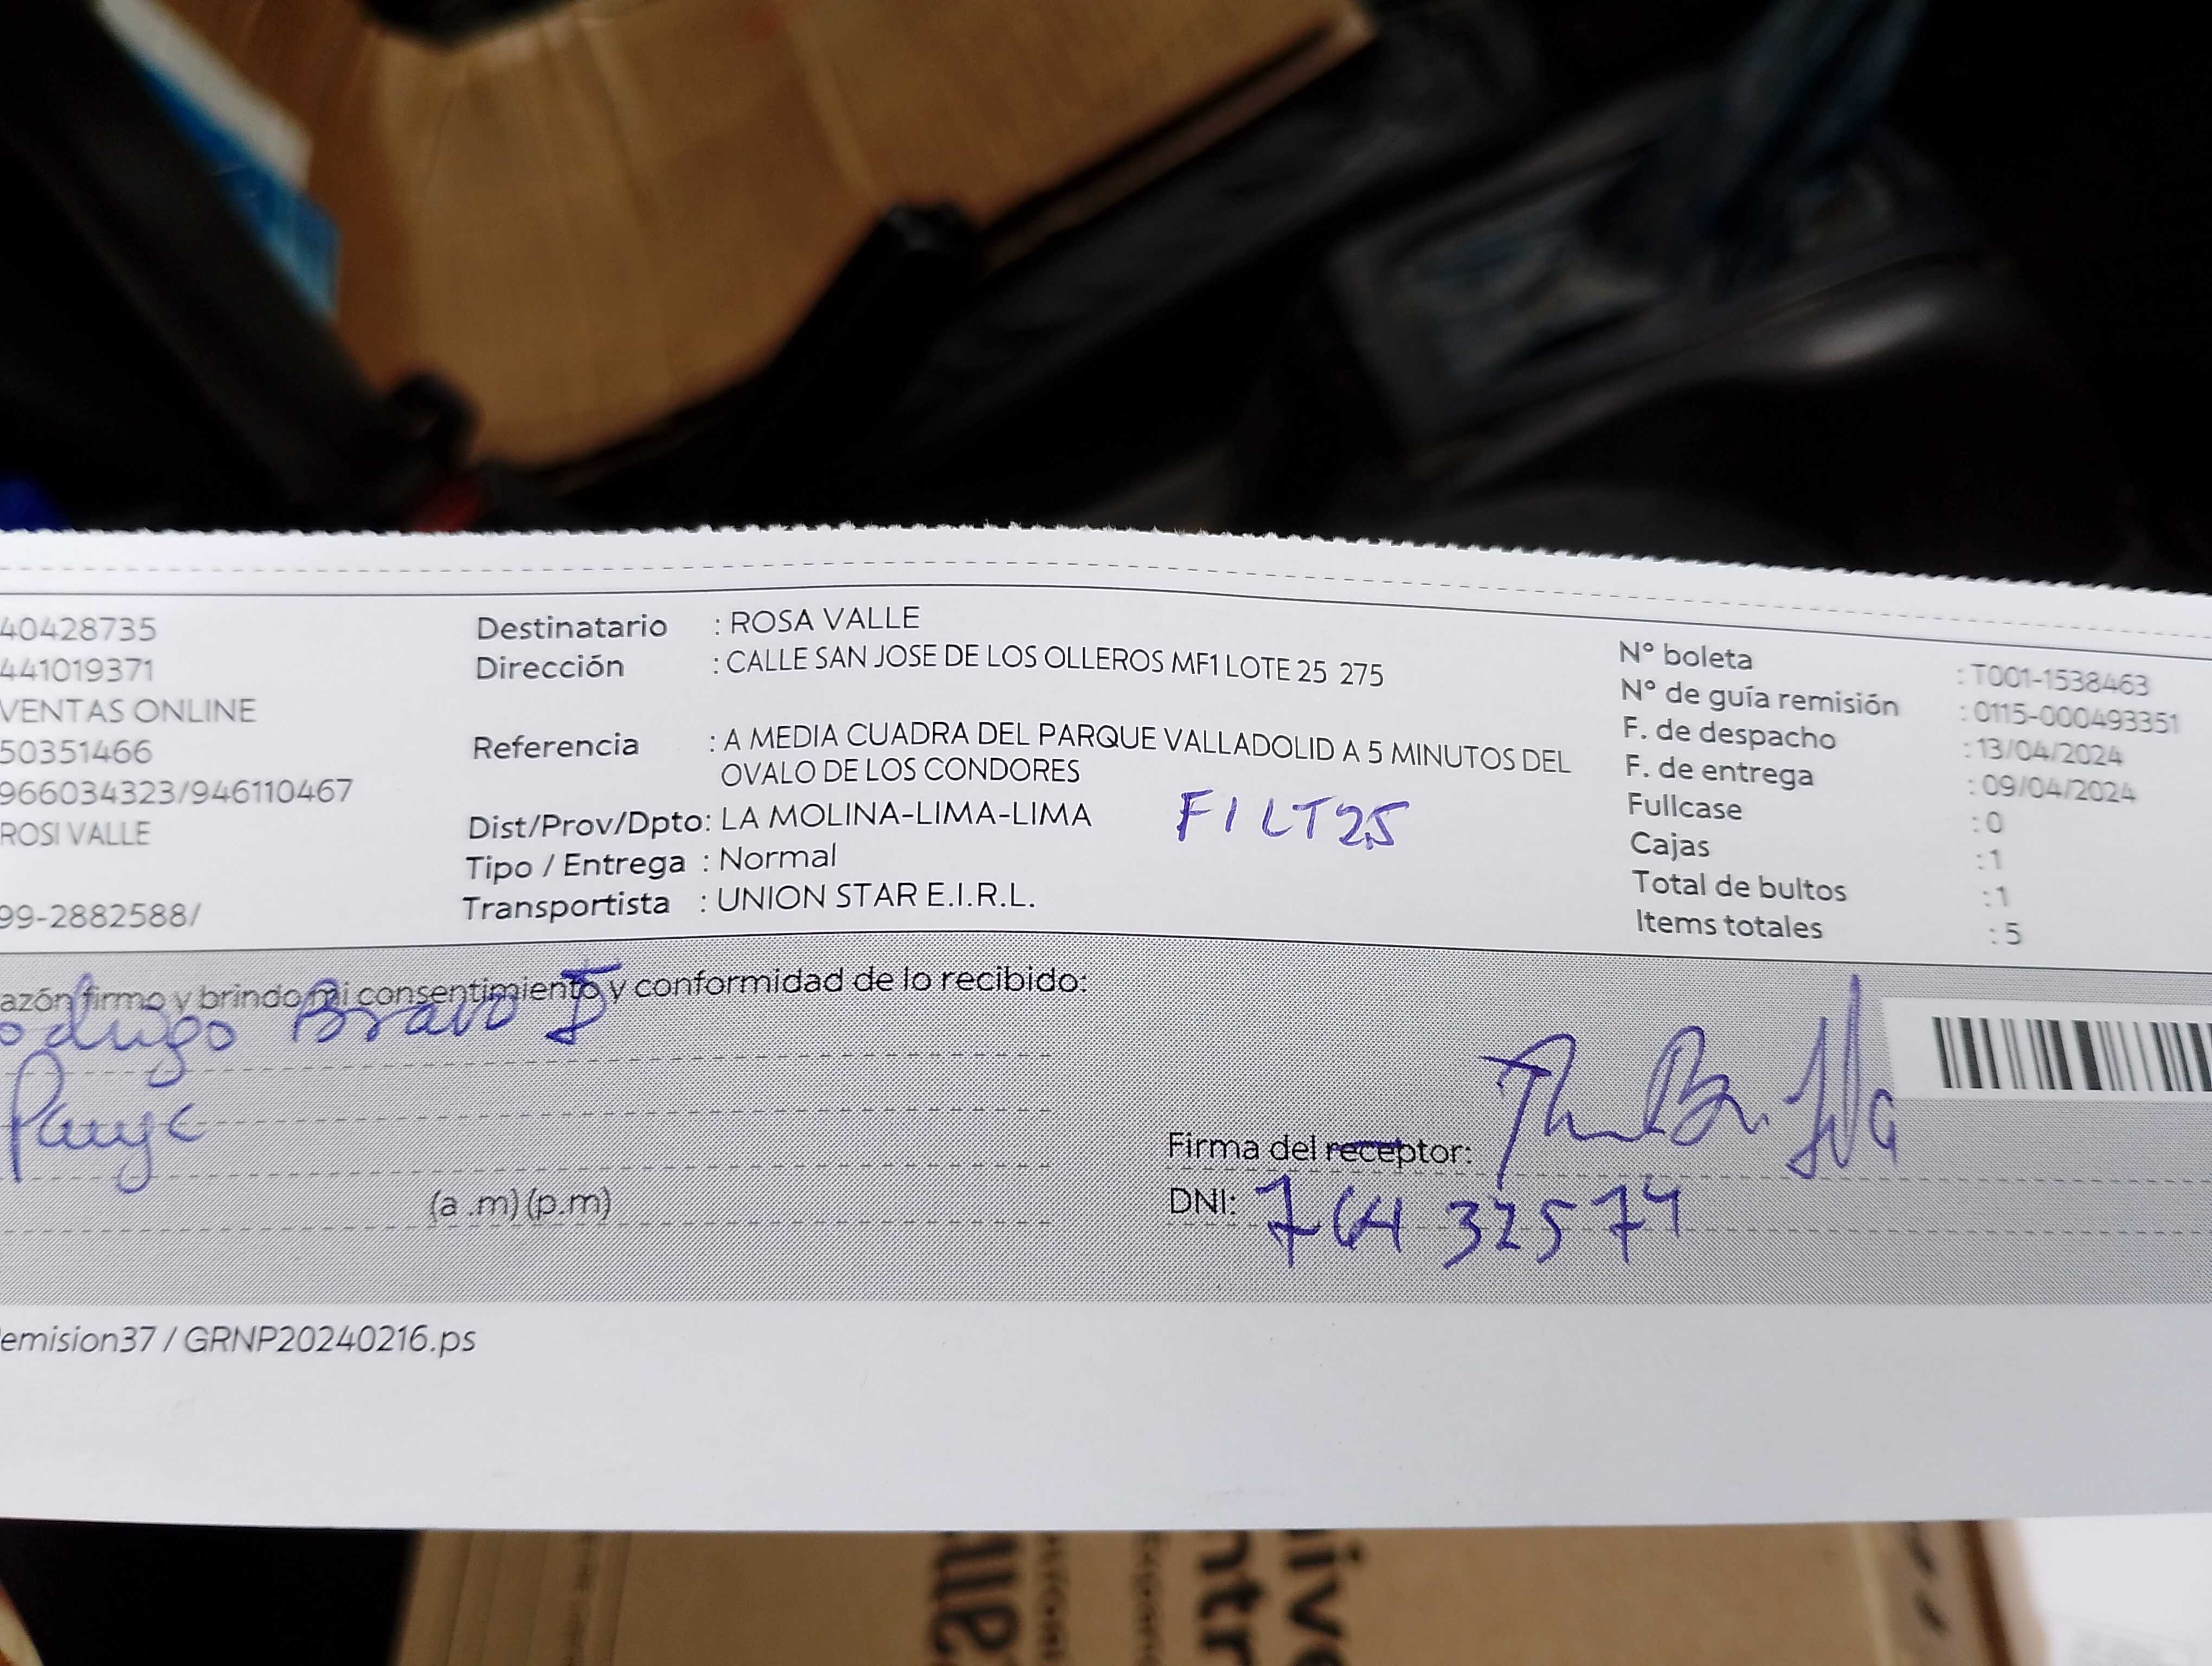 40428735
441019371
VENTAS ONLINE
50351466
966034323/946110467
ROSI VALLE
99-2882588/
Destinatario : ROSA VALLE
Dirección : CALLE SAN JOSE DE LOS OLLEROS MF1 LOTE 25 275
Referencia : A MEDIA CUADRA DEL PARQUE VALLADOLID A 5 MINUTOS DEL
OVALO DE LOS CONDORES
Dist/Prov/Dpto: LA MOLINA-LIMA-LIMA
F1 LT25
Tipo / Entrega : Normal
Transportista : UNION STAR E.I.R.L.
N° boleta : T001-1538463
N° de guía remisión : 0115-000493351
F. de despacho : 13/04/2024
F. de entrega : 09/04/2024
Fullcase : 0
Cajas : 1
Total de bultos : 1
Items totales : 5
azón firmo y brindo mi consentimiento y conformidad de lo recibido:
odrigo Bravo
(a .m) (p.m)
Firma del receptor:
DNI: 76432574
emision37 / GRNP20240216.ps